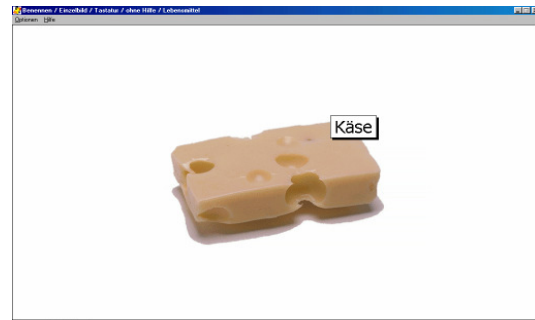 Benennen / Einzelbild / Tastatur / ohne Hilfe / Lebensmittel
Optionen Hilfe
Käse